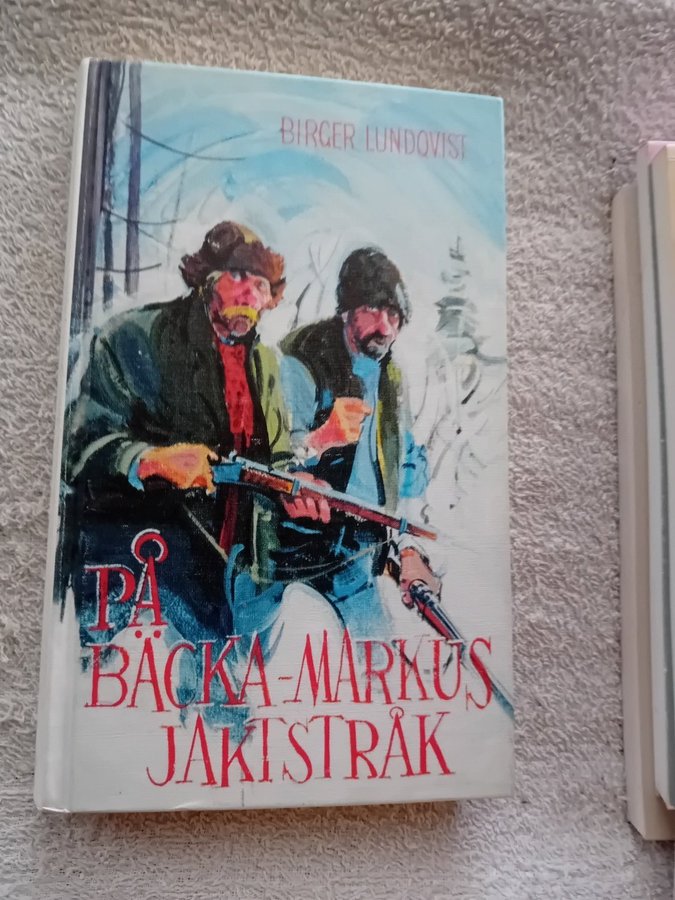 BIRGER LUNDQVIST
PÅ
BÄCKA-MARKUS
JAKTSTRÅK